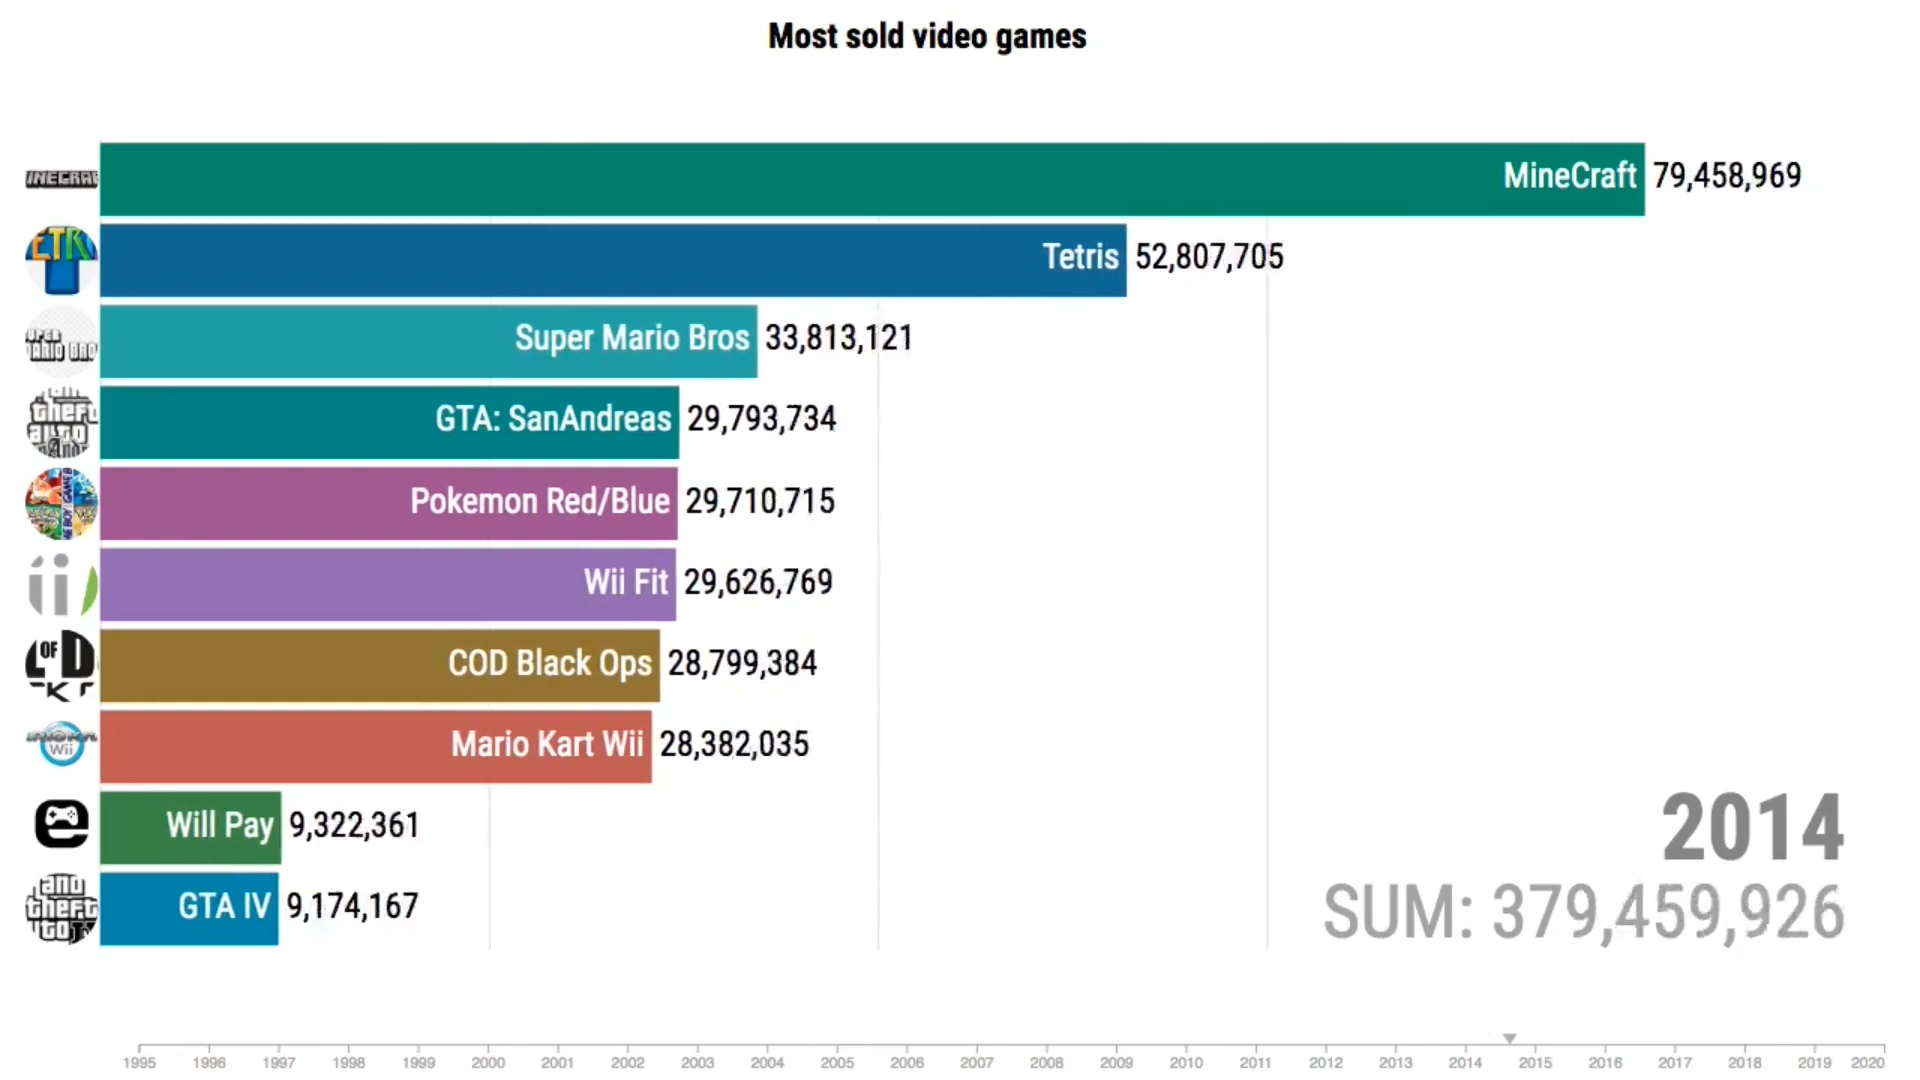 Most sold video games
MineCraft 79,458,969
Tetris 52,807,705
Super Mario Bros 33,813,121
GTA: SanAndreas 29,793,734
Pokemon Red/Blue 29,710,715
Wii Fit 29,626,769
COD Black Ops 28,799,384
Mario Kart Wii 28,382,035
Wii
Will Pay 9,322,361
GTA IV 9,174,167
2014
SUM: 379,459,926
1995 1996 1997 1998 1999 2000 2001 2002 2003 2004 2005 2006 2007 2008 2009 2010 2011 2012 2013 2014 2015 2016 2017 2018 2019 2020